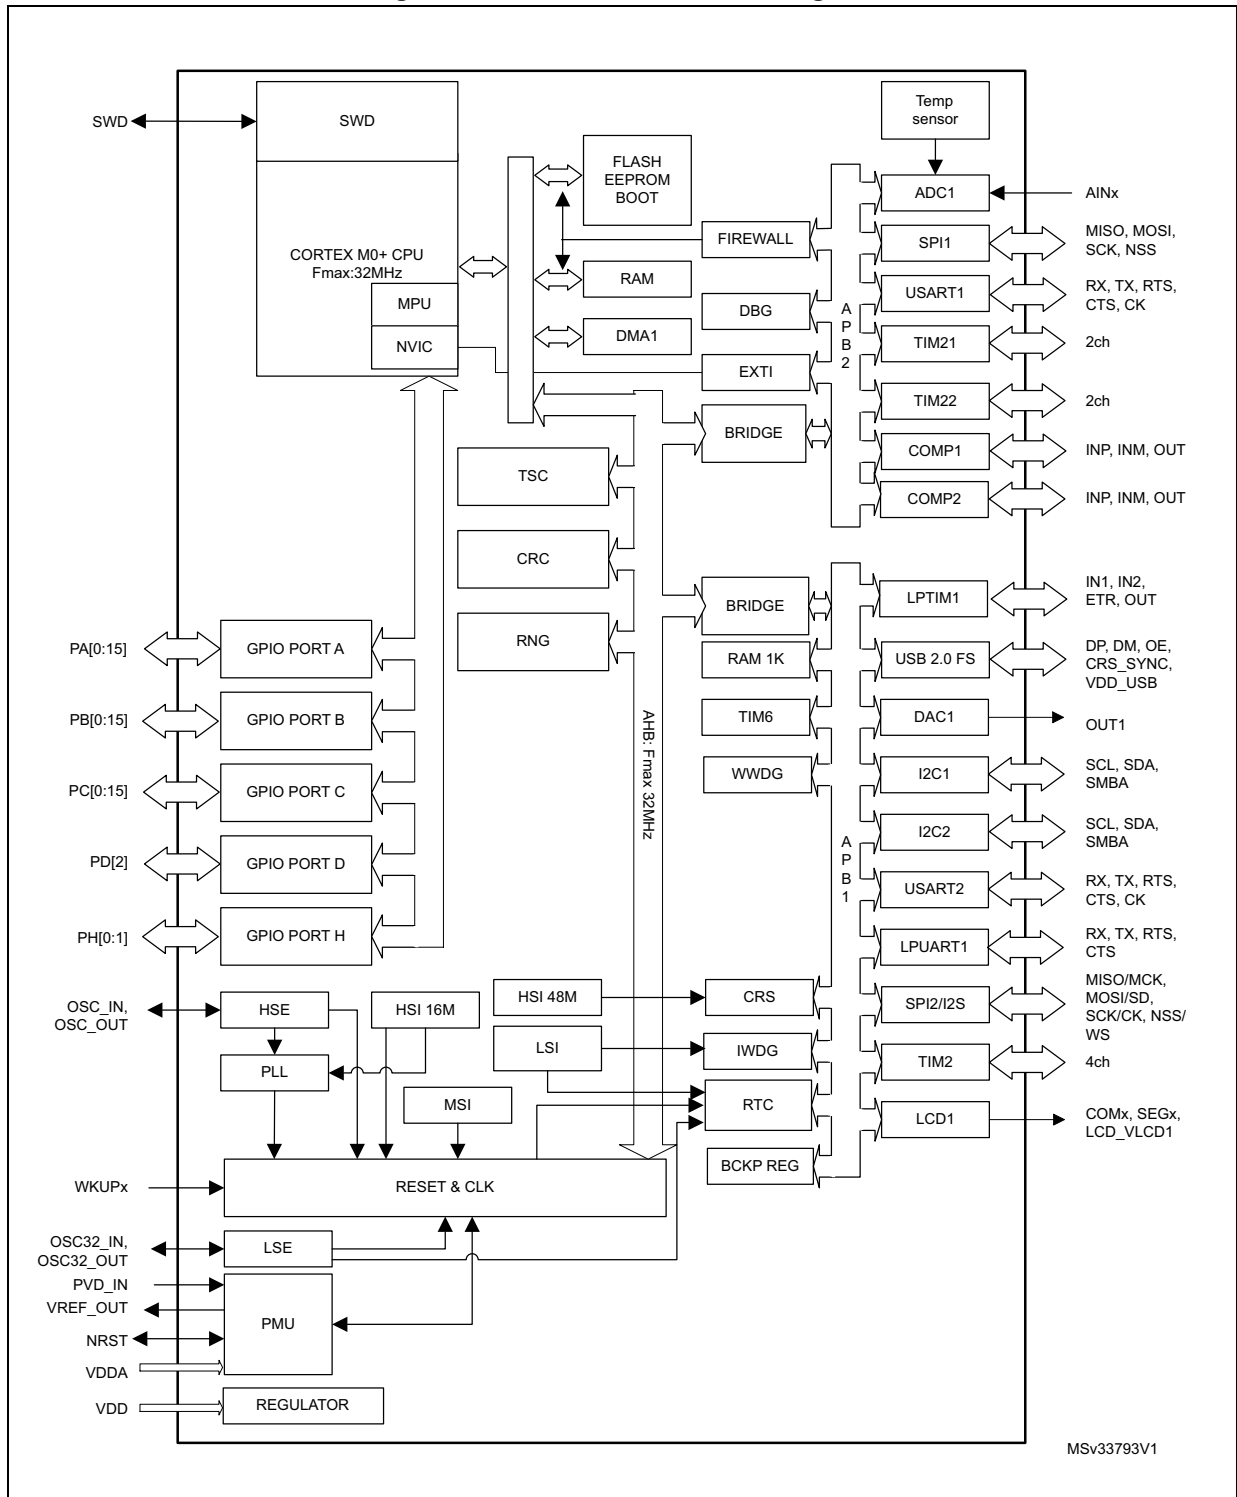 SWD
SWD
Temp
sensor
FLASH
EEPROM
BOOT
ADC1
AINx
FIREWALL
SPI1
MISO, MOSI,
SCK, NSS
CORTEX M0+ CPU
Fmax:32MHz
RAM
USART1
RX, TX, RTS,
CTS, CK
MPU
DBG
APB2
NVIC
DMA1
TIM21
2ch
EXTI
TIM22
2ch
BRIDGE
COMP1
INP, INM, OUT
TSC
COMP2
INP, INM, OUT
CRC
BRIDGE
LPTIM1
IN1, IN2,
ETR, OUT
RNG
PA[0:15]
GPIO PORT A
RAM 1K
USB 2.0 FS
DP, DM, OE,
CRS_SYNC,
VDD_USB
PB[0:15]
GPIO PORT B
TIM6
DAC1
OUT1
AHB: Fmax 32MHz
PC[0:15]
GPIO PORT C
WWDG
I2C1
SCL, SDA,
SMBA
PD[2]
GPIO PORT D
APB1
I2C2
SCL, SDA,
SMBA
USART2
RX, TX, RTS,
CTS, CK
PH[0:1]
GPIO PORT H
LPUART1
RX, TX, RTS,
CTS
OSC_IN,
OSC_OUT
HSE
HSI 16M
HSI 48M
CRS
SPI2/I2S
MISO/MCK,
MOSI/SD,
SCK/CK, NSS/
WS
PLL
LSI
IWDG
TIM2
4ch
MSI
RTC
LCD1
COMx, SEGx,
LCD_VLCD1
BCKP REG
WKUPx
RESET & CLK
OSC32_IN,
OSC32_OUT
LSE
PVD_IN
VREF_OUT
PMU
NRST
VDDA
VDD
REGULATOR
MSv33793V1